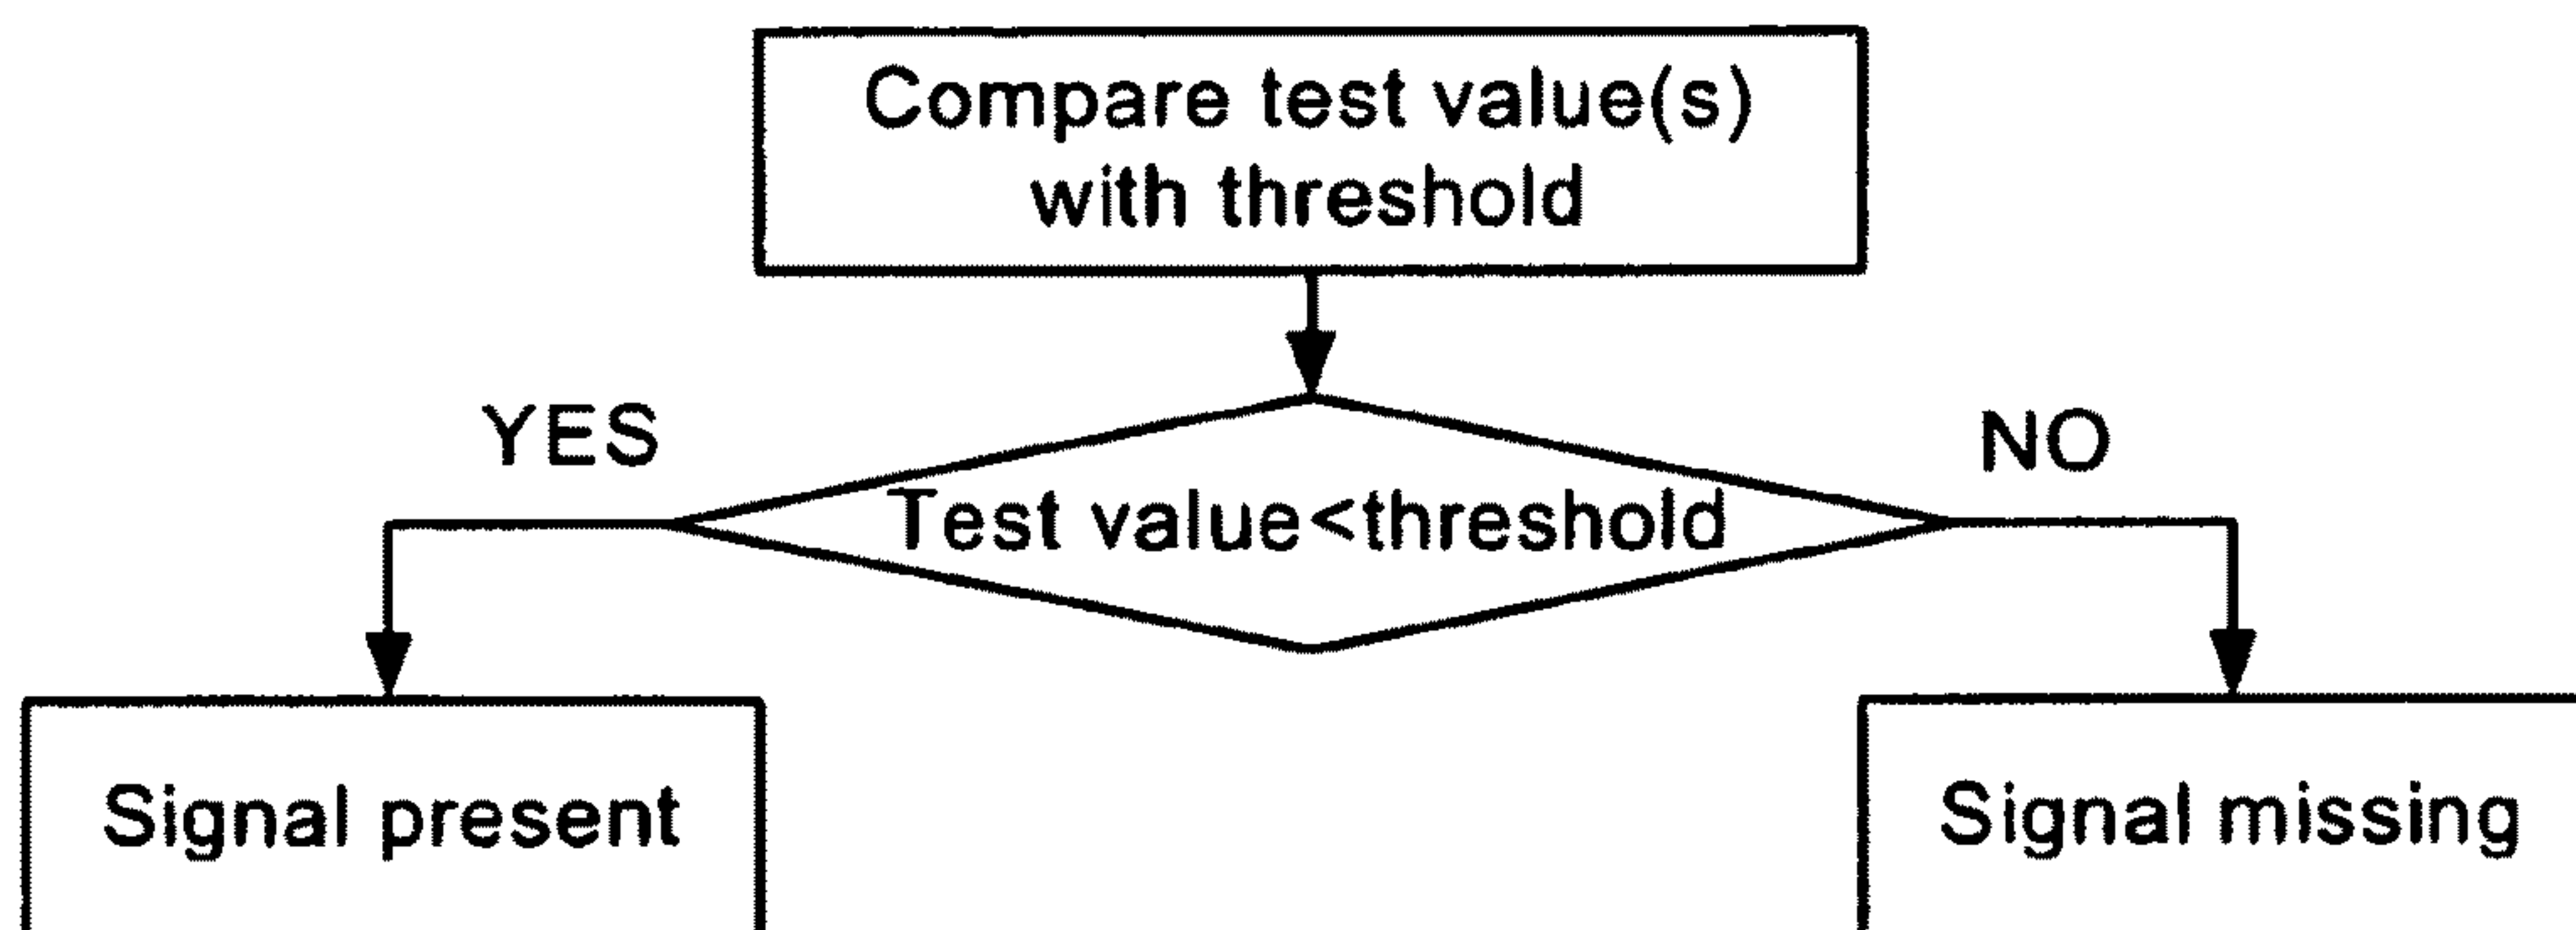 Compare test value(s)
with threshold
YES
NO
Test value<threshold
Signal present
Signal missing